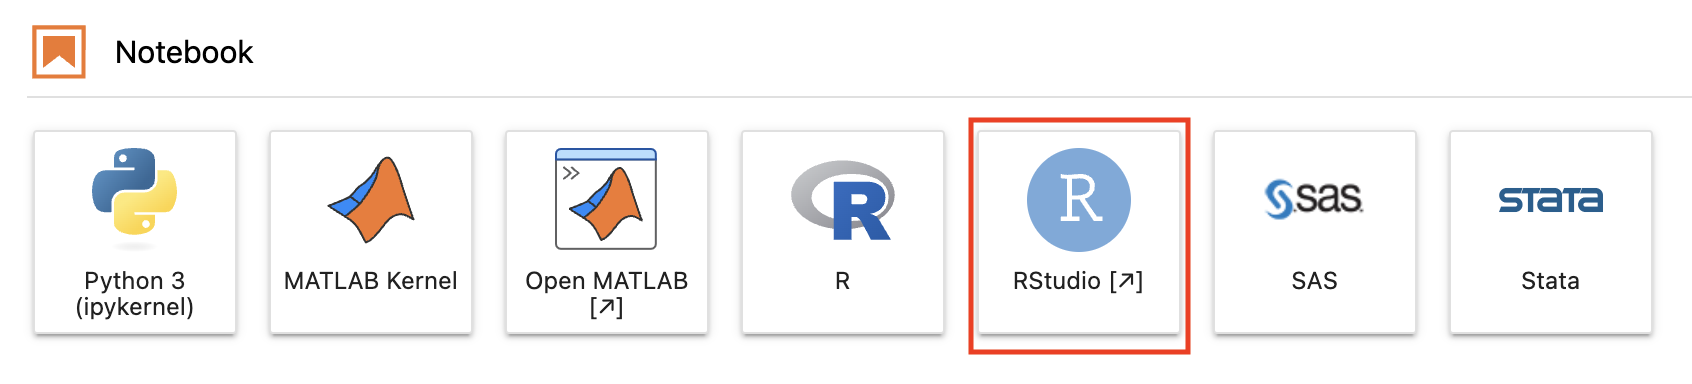 Notebook
Python 3
(ipykernel)
MATLAB Kernel
Open MATLAB
[↗]
R
R
R
RStudio [↗]
sas
SAS
STATA
Stata